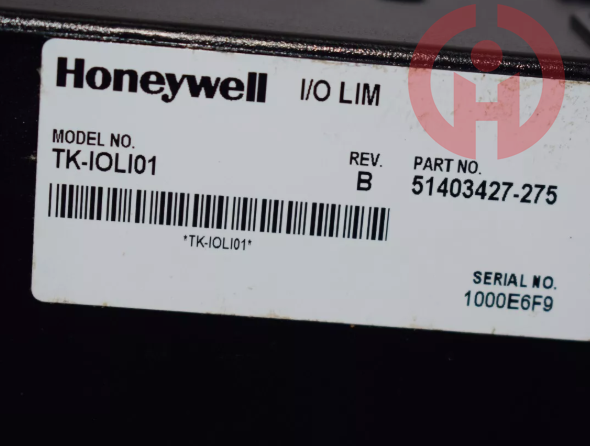 Honeywell I/O LIM
MODEL NO.
TK-IOLI01
REV.
B
PART NO.
51403427-275
*TK-IOLI01*
SERIAL NO.
1000E6F9